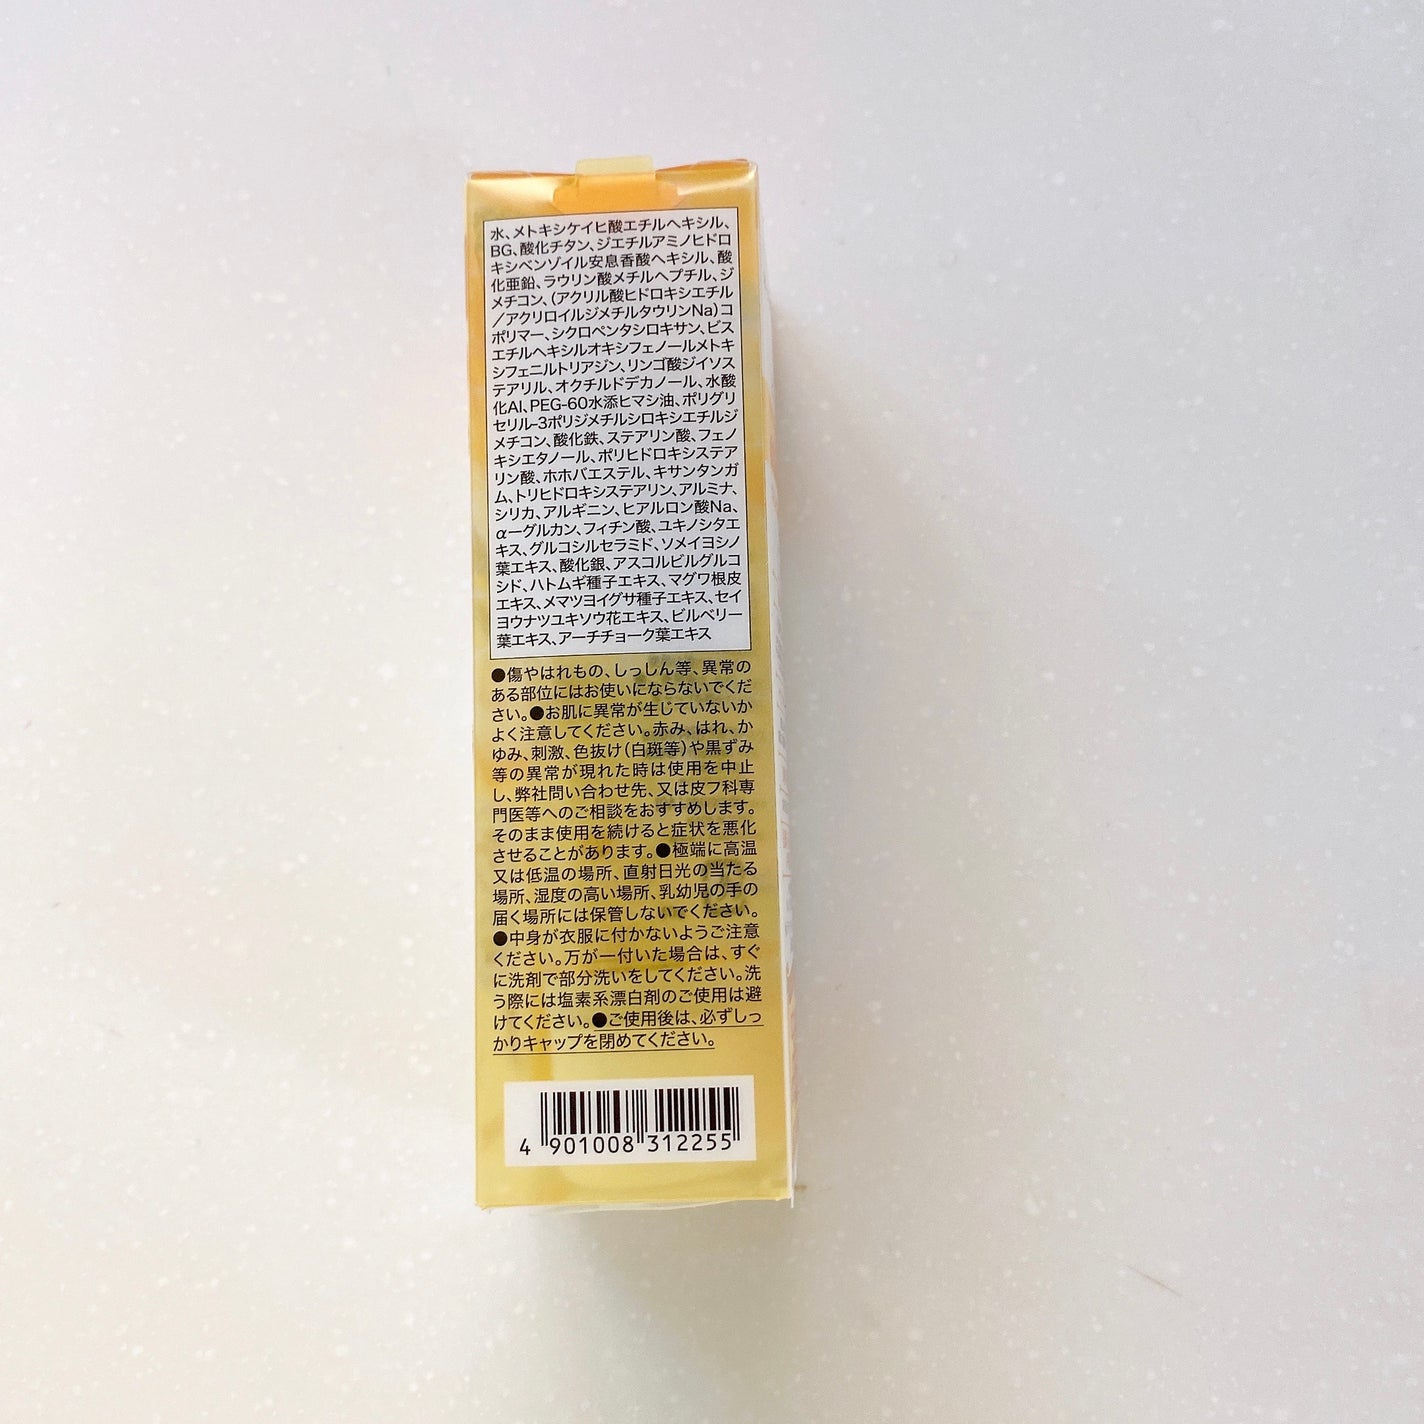 水、メトキシケイヒ酸エチルヘキシル、
BG、酸化チタン、ジエチルアミノヒドロ
キシベンゾイル安息香酸ヘキシル、酸
化亜鉛、ラウリン酸メチルヘプチル、ジ
メチコン、(アクリル酸ヒドロキシエチル
/アクリロイルジメチルタウリンNa)コ
ポリマー、シクロペンタシロキサン、ビス
エチルヘキシルオキシフェノールメトキ
シフェニルトリアジン、リンゴ酸ジイソス
テアリル、オクチルドデカノール、水酸
化Al、PEG-60水添ヒマシ油、ポリグリ
セリル-3ポリジメチルシロキシエチルジ
メチコン、酸化鉄、ステアリン酸、フェノ
キシエタノール、ポリヒドロキシステア
リン酸、ホホバエステル、キサンタンガ
ム、トリヒドロキシステアリン、アルミナ、
シリカ、アルギニン、ヒアルロン酸Na、
α-グルカン、フィチン酸、ユキノシタエ
キス、グルコシルセラミド、ソメイヨシノ
葉エキス、酸化銀、アスコルビルグルコ
シド、ハトムギ種子エキス、マグワ根皮
エキス、メマツヨイグサ種子エキス、セイ
ヨウナツユキソウ花エキス、ビルベリー
葉エキス、アーチチョーク葉エキス
●傷やはれもの、しっしん等、異常の
ある部位にはお使いにならないでくだ
さい。●お肌に異常が生じていないか
よく注意してください。赤み、はれ、か
ゆみ、刺激、色抜け(白斑等)や黒ずみ
等の異常が現れた時は使用を中止
し、弊社問い合わせ先、又は皮フ科専
門医等へのご相談をおすすめします。
そのまま使用を続けると症状を悪化
させることがあります。●極端に高温
又は低温の場所、直射日光の当たる
場所、湿度の高い場所、乳幼児の手の
届く場所には保管しないでください。
●中身が衣服に付かないようご注意
ください。万が一付いた場合は、すぐ
に洗剤で部分洗いをしてください。洗
う際には塩素系漂白剤のご使用は避
けてください。●ご使用後は、必ずしっ
かりキャップを閉めてください。
4 901008 312255